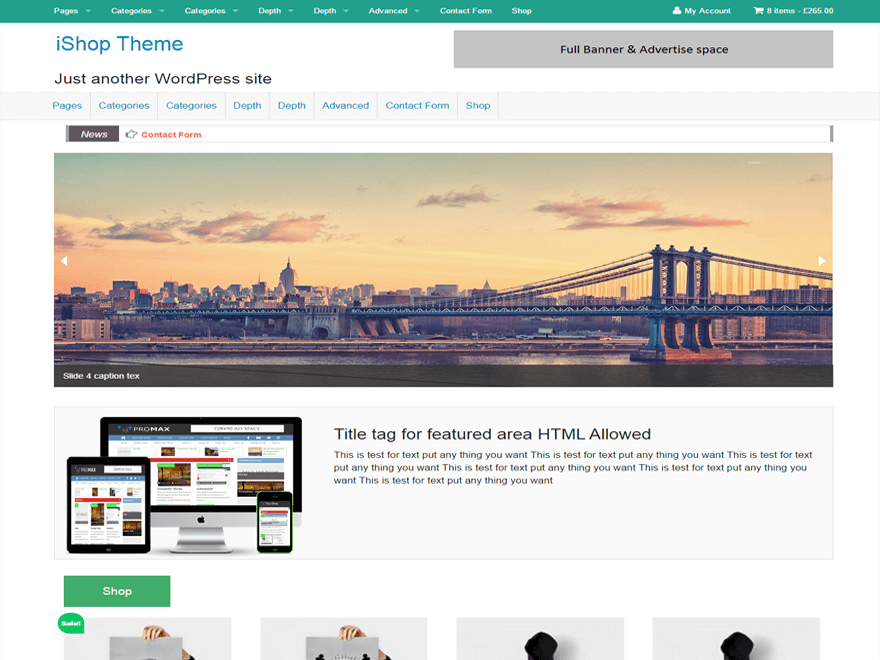 Pages Categories Categories Depth Depth Advanced Contact Form Shop My Account 8 items - £265.00
iShop Theme
Full Banner & Advertise space
Just another WordPress site
Pages Categories Categories Depth Depth Advanced Contact Form Shop
News Contact Form
Slide 4 caption tex
PROMAX
PROMAX
Title tag for featured area HTML Allowed
This is test for text put any thing you want This is test for text put any thing you want This is test for text
put any thing you want This is test for text put any thing you want This is test for text put any thing you
want This is test for text put any thing you want
Shop
Sale!